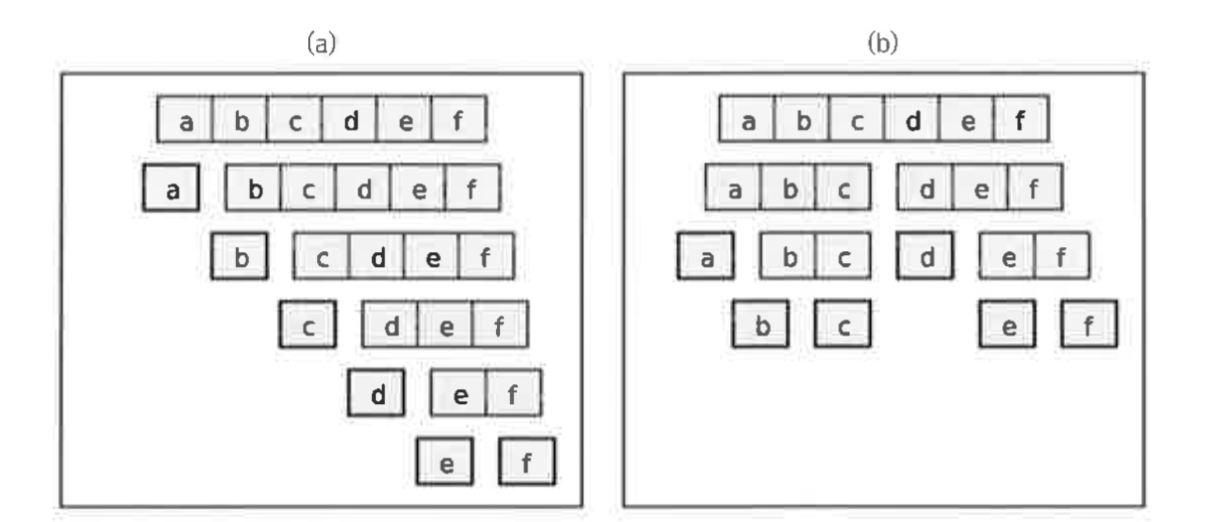 (a)
a b c d e f
a b c d e f
b c d e f
c d e f
d e f
e f
(b)
a b c d e f
a b c d e f
a b c d e f
b c e f